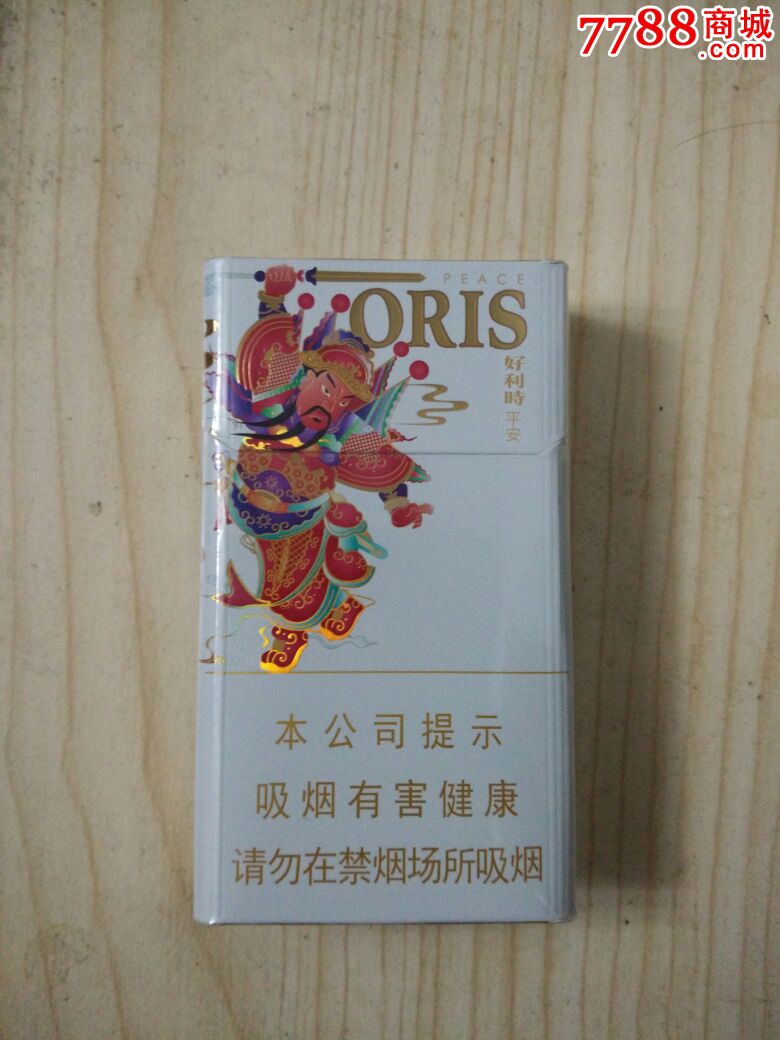 7788商城
.com
PEACE
ORIS
好利時
平安
本公司提示
吸烟有害健康
请勿在禁烟场所吸烟